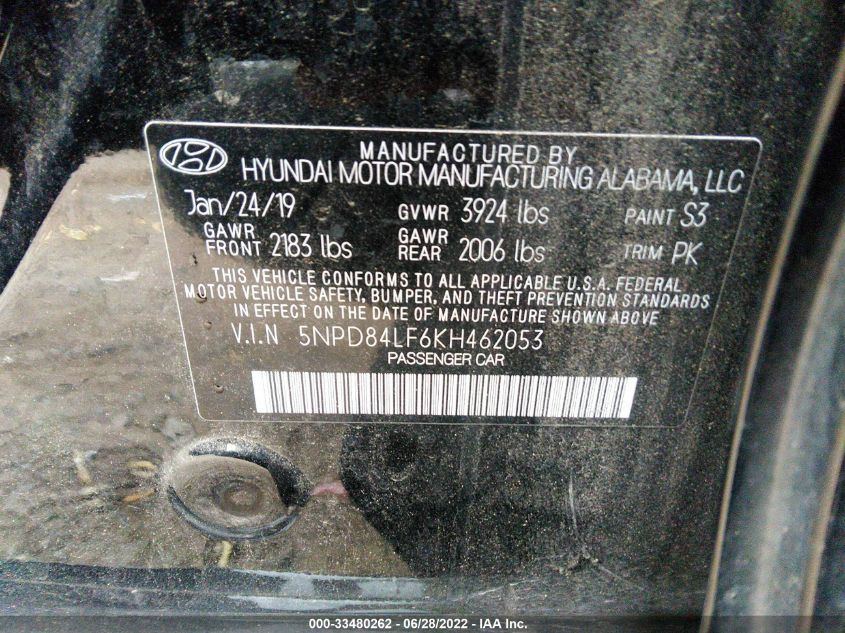 MANUFACTURED BY
HYUNDAI MOTOR MANUFACTURING ALABAMA, LLC
Jan/24/19 GVWR 3924 lbs PAINT S3
GAWR FRONT 2183 lbs GAWR REAR 2006 lbs TRIM PK
THIS VEHICLE CONFORMS TO ALL APPLICABLE U.S.A. FEDERAL
MOTOR VEHICLE SAFETY, BUMPER, AND THEFT PREVENTION STANDARDS
IN EFFECT ON THE DATE OF MANUFACTURE SHOWN ABOVE
V.I.N 5NPD84LF6KH462053
PASSENGER CAR
000-33480262 - 06/28/2022 - IAA Inc.